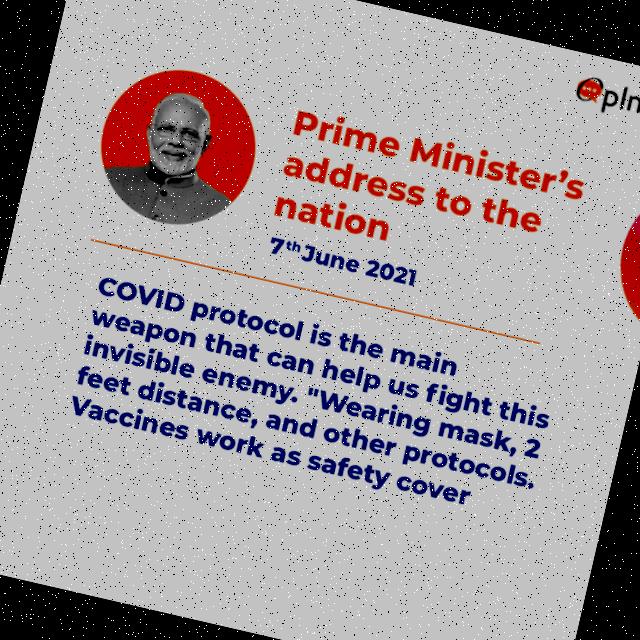 Prime Minister's
address to the
nation
7th June 2021
COVID protocol is the main
weapon that can help us fight this
invisible enemy. "Wearing mask, 2
feet distance, and other protocols.
Vaccines work as safety cover